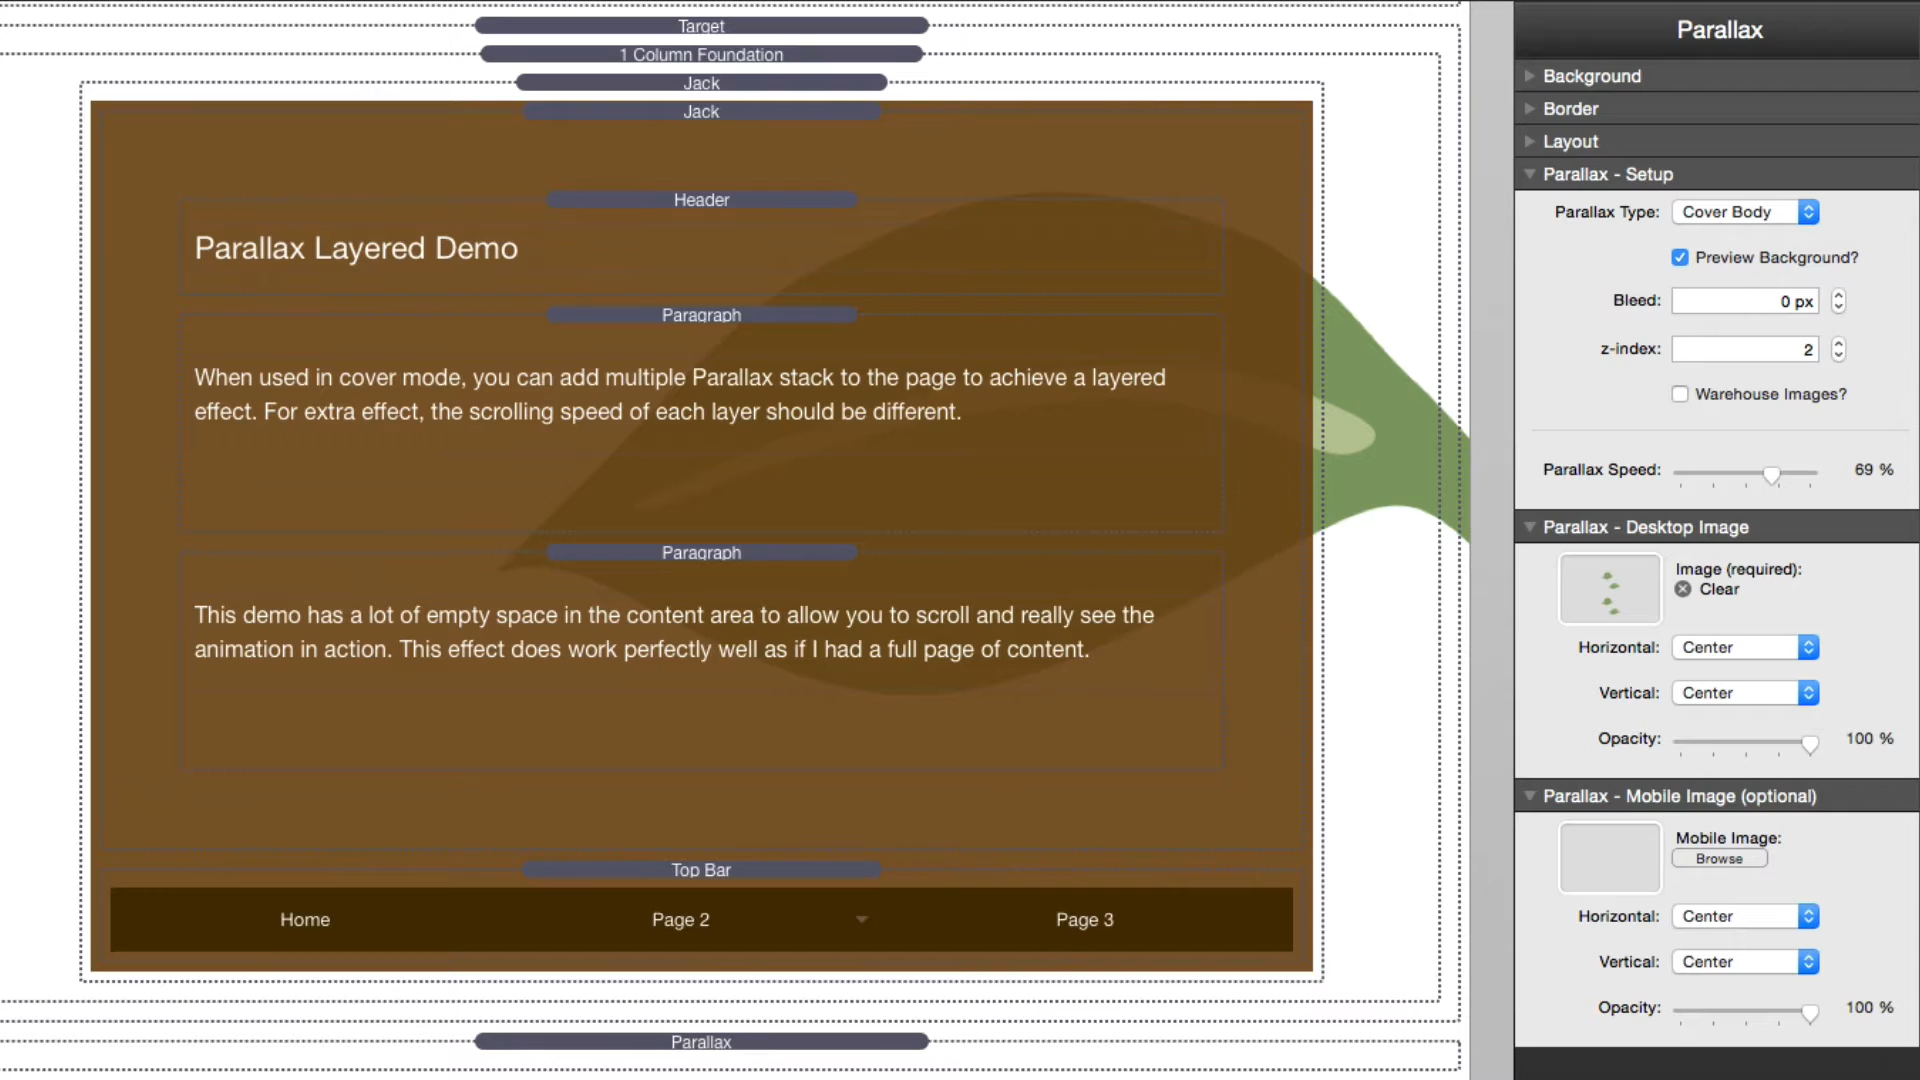 Target
1 Column Foundation
Jack
Jack
Header
Parallax Layered Demo
Paragraph
When used in cover mode, you can add multiple Parallax stack to the page to achieve a layered
effect. For extra effect, the scrolling speed of each layer should be different.
Paragraph
This demo has a lot of empty space in the content area to allow you to scroll and really see the
animation in action. This effect does work perfectly well as if I had a full page of content.
Top Bar
Home Page 2 Page 3
Parallax
Parallax
Background
Border
Layout
Parallax - Setup
Parallax Type: Cover Body
Preview Background?
Bleed: 0 px
z-index: 2
Warehouse Images?
Parallax Speed: 69 %
Parallax - Desktop Image
Image (required):
Clear
Horizontal: Center
Vertical: Center
Opacity: 100 %
Parallax - Mobile Image (optional)
Mobile Image:
Browse
Horizontal: Center
Vertical: Center
Opacity: 100 %